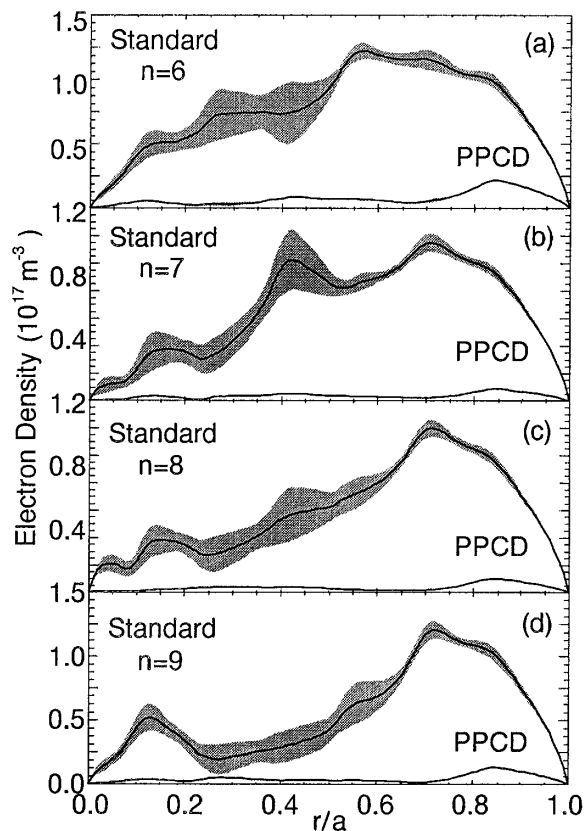 1.5
Standard
n=6
(a)
1.0
0.5
PPCD
1.2
Standard
n=7
(b)
0.8
0.4
PPCD
1.2
Standard
n=8
(c)
0.8
0.4
PPCD
1.5
Standard
n=9
(d)
1.0
0.5
PPCD
0.0
0.0 0.2 0.4 0.6 0.8 1.0
r/a
Electron Density (10¹⁷ m⁻³)